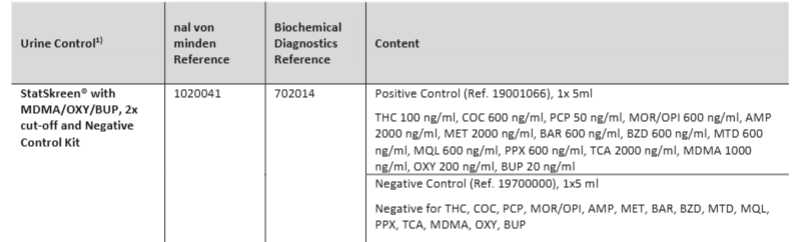 Urine Control1)
nal von
minden
Reference
Biochemical
Diagnostics
Reference
Content
StatSkreen® with
MDMA/OXY/BUP, 2x
cut-off and Negative
Control Kit
1020041
702014
Positive Control (Ref. 19001066), 1x 5ml
THC 100 ng/ml, COC 600 ng/ml, PCP 50 ng/ml, MOR/OPI 600 ng/ml, AMP
2000 ng/ml, MET 2000 ng/ml, BAR 600 ng/ml, BZD 600 ng/ml, MTD 600
ng/ml, MQL 600 ng/ml, PPX 600 ng/ml, TCA 2000 ng/ml, MDMA 1000
ng/ml, OXY 200 ng/ml, BUP 20 ng/ml
Negative Control (Ref. 19700000), 1x5 ml
Negative for THC, COC, PCP, MOR/OPI, AMP, MET, BAR, BZD, MTD, MQL,
PPX, TCA, MDMA, OXY, BUP